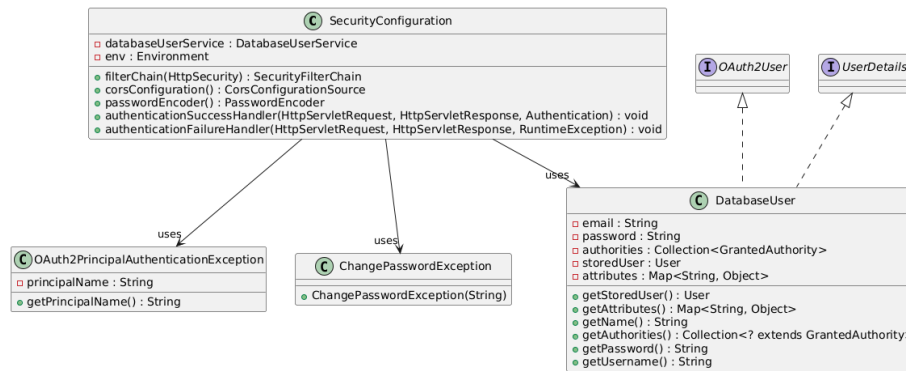 C SecurityConfiguration
databaseUserService : DatabaseUserService
env : Environment
filterChain(HttpSecurity) : SecurityFilterChain
corsConfiguration() : CorsConfigurationSource
passwordEncoder() : PasswordEncoder
authenticationSuccessHandler(HttpServletRequest, HttpServletResponse, Authentication) : void
authenticationFailureHandler(HttpServletRequest, HttpServletResponse, RuntimeException) : void
I OAuth2User
I UserDetails
uses
uses
uses
C OAuth2PrincipalAuthenticationException
principalName : String
getPrincipalName() : String
C ChangePasswordException
ChangePasswordException(String)
C DatabaseUser
email : String
password : String
authorities : Collection<GrantedAuthority>
storedUser : User
attributes : Map<String, Object>
getStoredUser() : User
getAttributes() : Map<String, Object>
getName() : String
getAuthorities() : Collection<? extends GrantedAuthority>
getPassword() : String
getUsername() : String